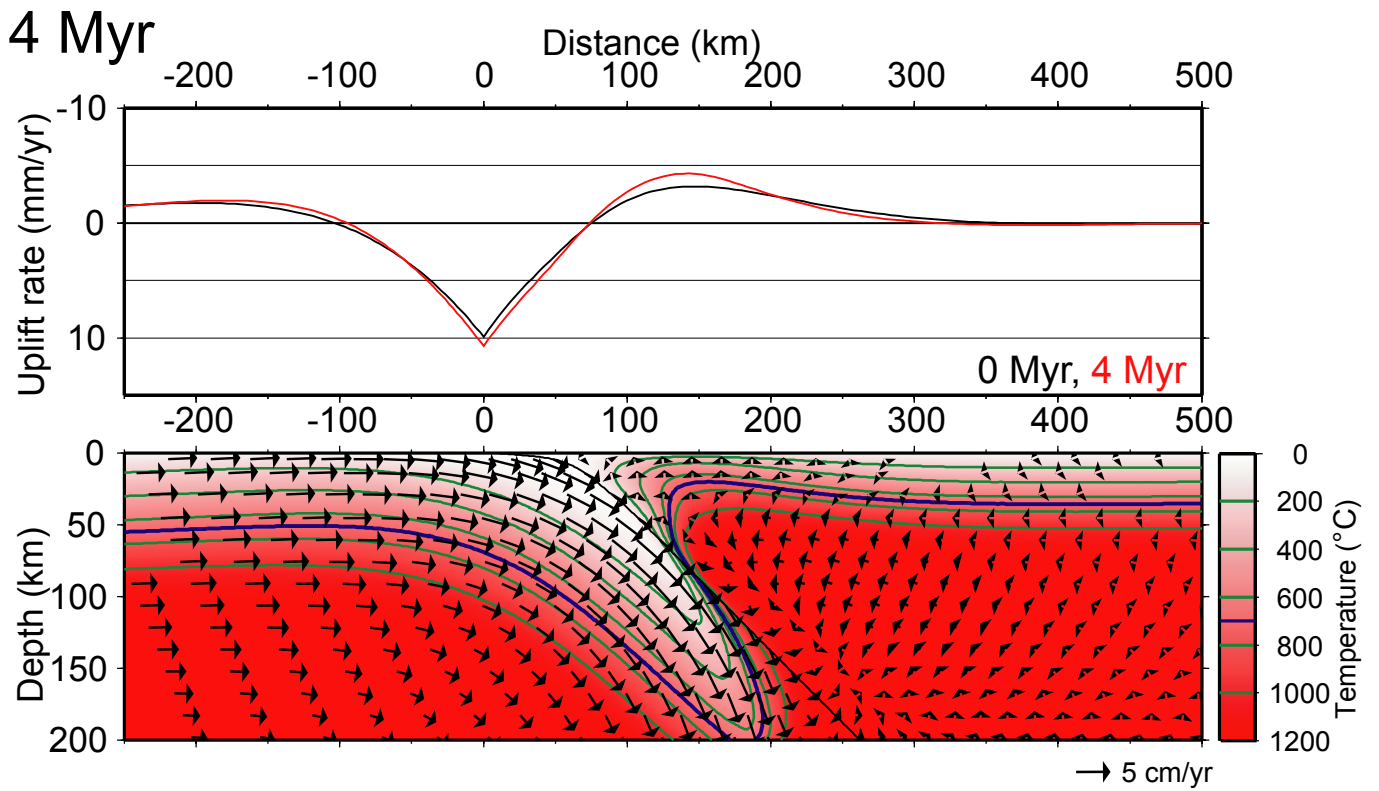 4 Myr
Distance (km)
-200 -100 0 100 200 300 400 500
Uplift rate (mm/yr)
-10
0
10
0 Myr, 4 Myr
-200 -100 0 100 200 300 400 500
Depth (km)
0
50
100
150
200
0
200
400
600
800
1000
1200
Temperature (°C)
5 cm/yr